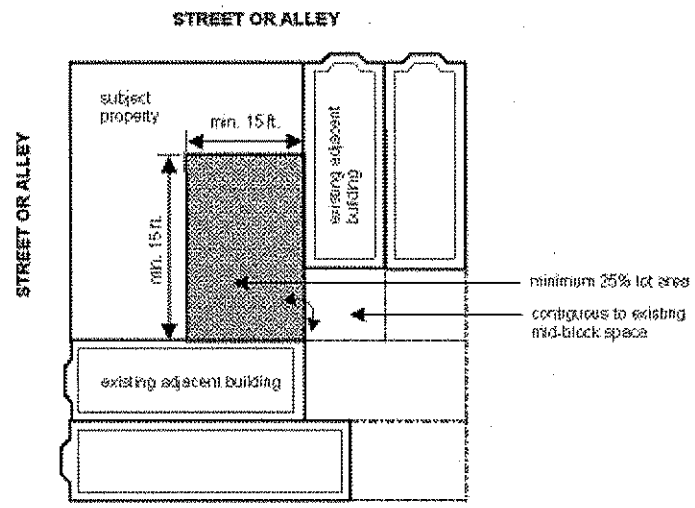 STREET OR ALLEY
STREET OR ALLEY
subject
property
min. 15 ft.
min. 15 ft.
existing adjacent
building
minimum 25% lot area
contiguous to existing
mid-block space
existing adjacent building